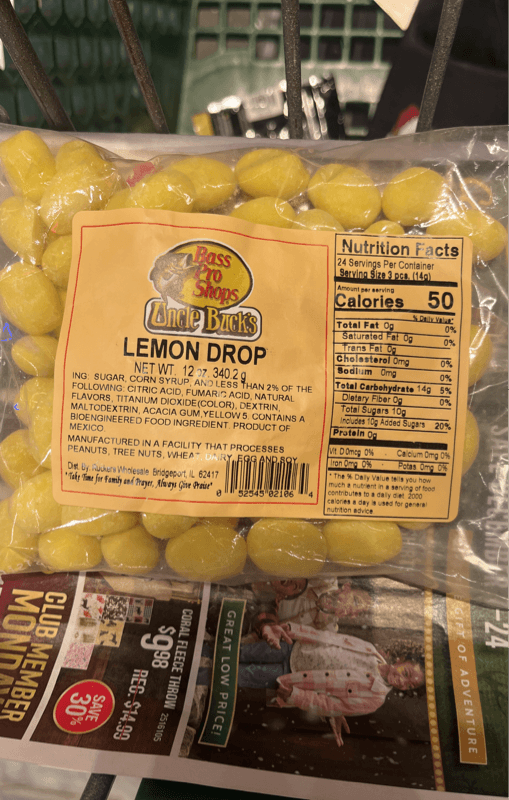 Bass
Pro
Shops
Uncle Buck's
LEMON DROP
NET WT. 12 oz. 340.2 g
ING: SUGAR, CORN SYRUP, AND LESS THAN 2% OF THE
FOLLOWING: CITRIC ACID, FUMARIC ACID, NATURAL
FLAVORS, TITANIUM DIOXIDE(COLOR), DEXTRIN,
MALTODEXTRIN, ACACIA GUM,YELLOW 5. CONTAINS A
BIOENGINEERED FOOD INGREDIENT. PRODUCT OF
MEXICO
MANUFACTURED IN A FACILITY THAT PROCESSES
PEANUTS, TREE NUTS, WHEAT, DAIRY, EGG AND SOY
Dist. By: Rucker's Wholesale Bridgeport, IL 62417
"Take Time for Family and Prayer, Always Give Praise"
0 52545 02106 4
Nutrition Facts
24 Servings Per Container
Serving Size 3 pcs. (14g)
Amount per serving
Calories 50
% Daily Value*
Total Fat 0g 0%
Saturated Fat 0g 0%
Trans Fat 0g
Cholesterol 0mg 0%
Sodium 0mg 0%
Total Carbohydrate 14g 5%
Dietary Fiber 0g 0%
Total Sugars 10g
Includes 10g Added Sugars 20%
Protein 0g
Vit. D 0mcg 0% Calcium 0mg 0%
Iron 0mg 0% Potas. 0mg 0%
* The % Daily Value tells you how
much a nutrient in a serving of food
contributes to a daily diet. 2000
calories a day is used for general
nutrition advice
CLUB MEMBER
MONDAY
SAVE
30%
CORAL FLEECE THROW 2516165
$9.98
REG. $14.99
GREAT LOW PRICE!
GIFT OF ADVENTURE
-24